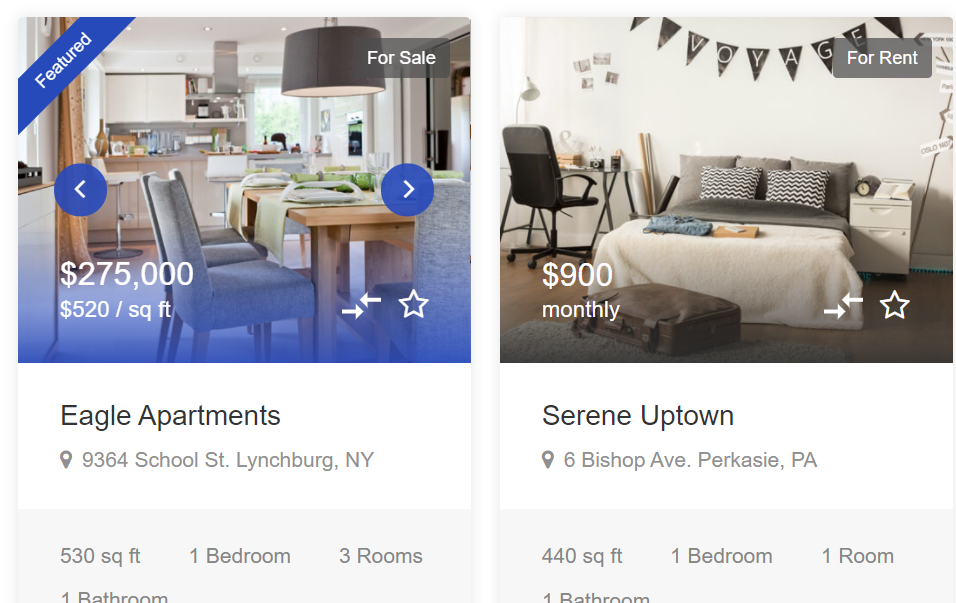 Featured
For Sale
$275,000
$520 / sq ft
Eagle Apartments
9364 School St. Lynchburg, NY
530 sq ft 1 Bedroom 3 Rooms
1 Bathroom
VOYAGE
For Rent
$900
monthly
Serene Uptown
6 Bishop Ave. Perkasie, PA
440 sq ft 1 Bedroom 1 Room
1 Bathroom